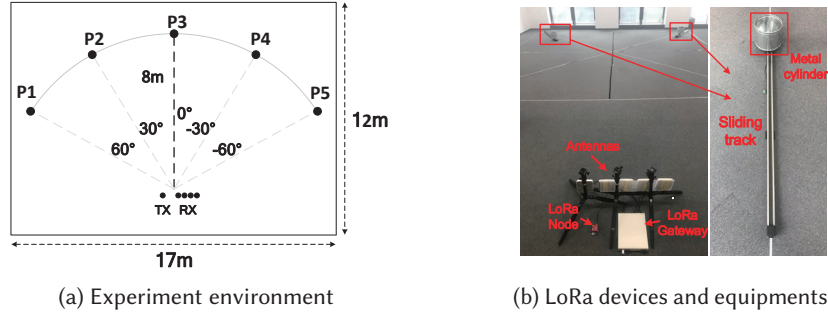 P3
P2
P4
8m
P1
P5
0°
30°
-30°
60°
-60°
12m
TX
RX
17m
(a) Experiment environment
Metal
cylinder
Sliding
track
Antennas
LoRa
Node
LoRa
Gateway
(b) LoRa devices and equipments